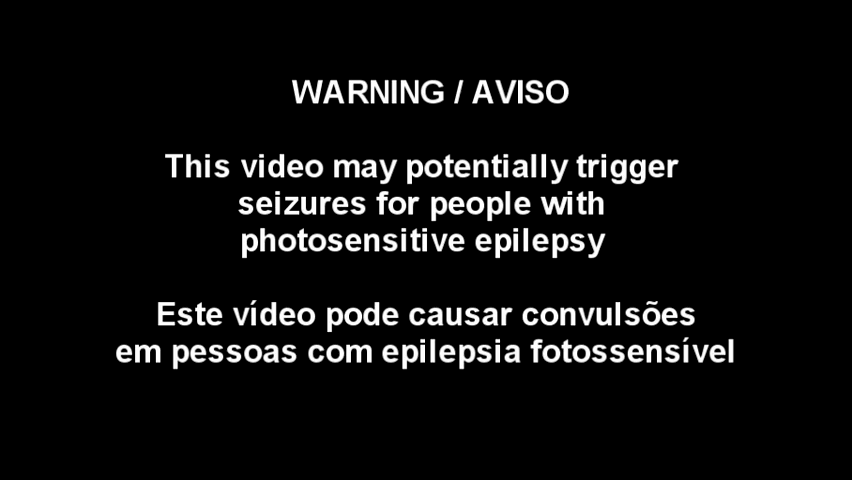 WARNING / AVISO
This video may potentially trigger
seizures for people with
photosensitive epilepsy
Este vídeo pode causar convulsões
em pessoas com epilepsia fotossensível